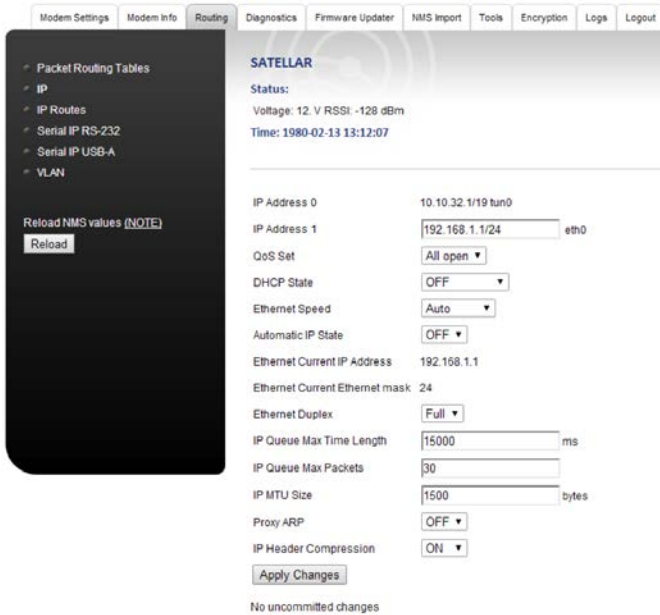 Modem Settings Modem Info Routing Diagnostics Firmware Updater NMS Import Tools Encryption Logs Logout
Packet Routing Tables
IP
IP Routes
Serial IP RS-232
Serial IP USB-A
VLAN
Reload NMS values (NOTE)
Reload
SATELLAR
Status:
Voltage: 12. V RSSI: -128 dBm
Time: 1980-02-13 13:12:07
IP Address 0 10.10.32.1/19 tun0
IP Address 1 192.168.1.1/24 eth0
QoS Set All open
DHCP State OFF
Ethernet Speed Auto
Automatic IP State OFF
Ethernet Current IP Address 192.168.1.1
Ethernet Current Ethernet mask 24
Ethernet Duplex Full
IP Queue Max Time Length 15000 ms
IP Queue Max Packets 30
IP MTU Size 1500 bytes
Proxy ARP OFF
IP Header Compression ON
Apply Changes
No uncommitted changes